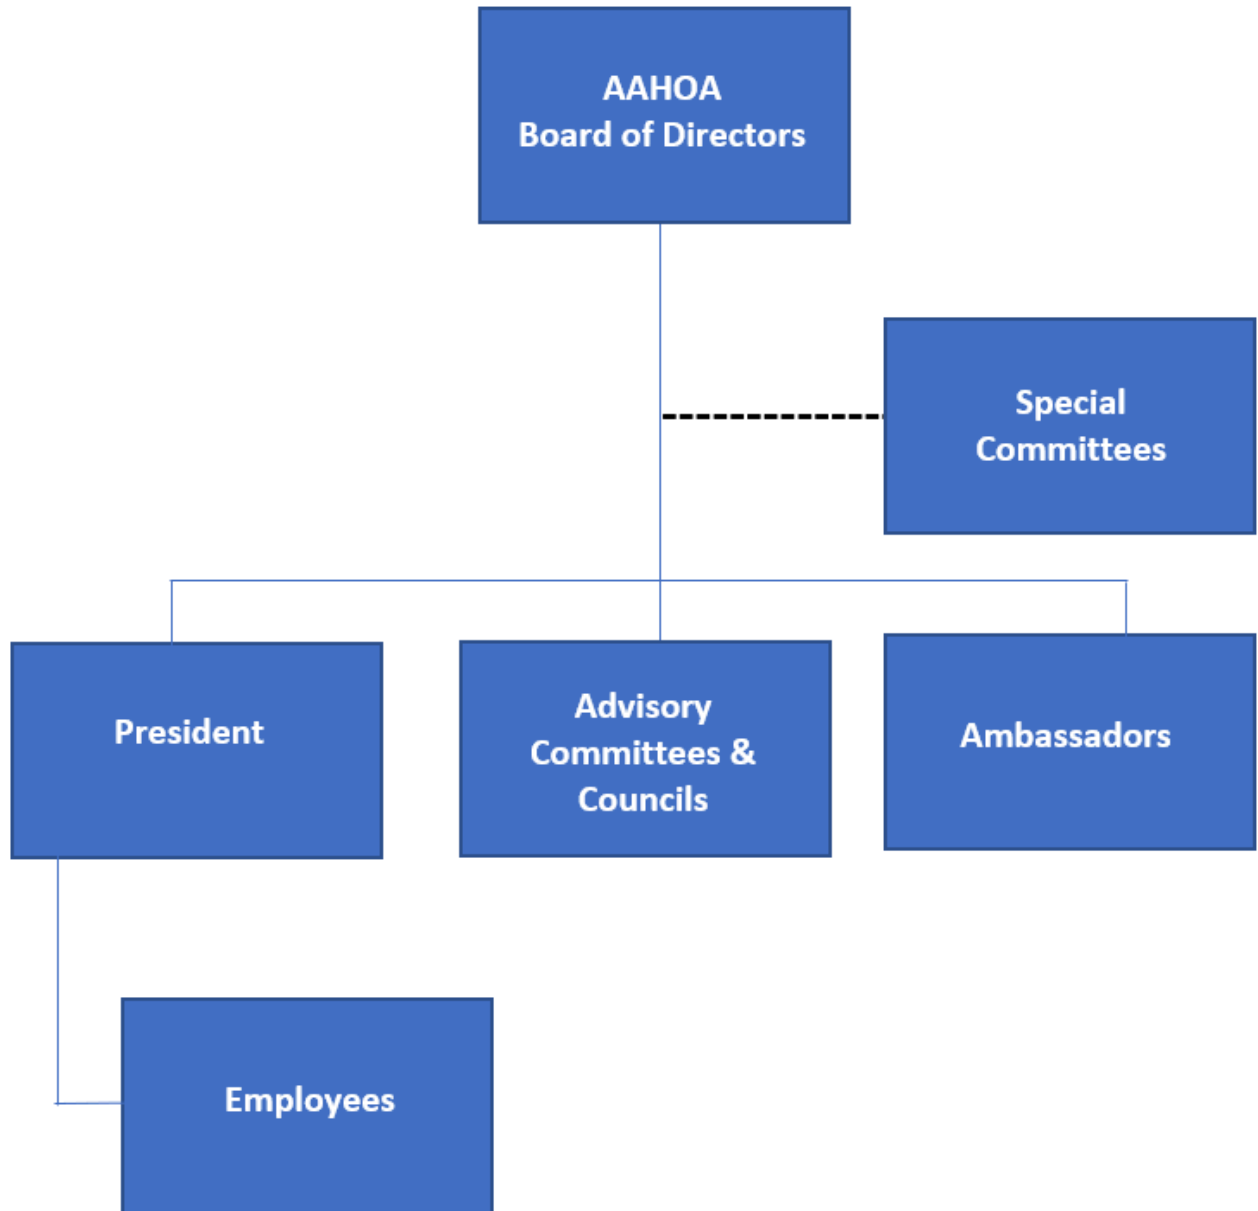 AAHOA
Board of Directors
Special
Committees
President
Advisory
Committees &
Councils
Ambassadors
Employees